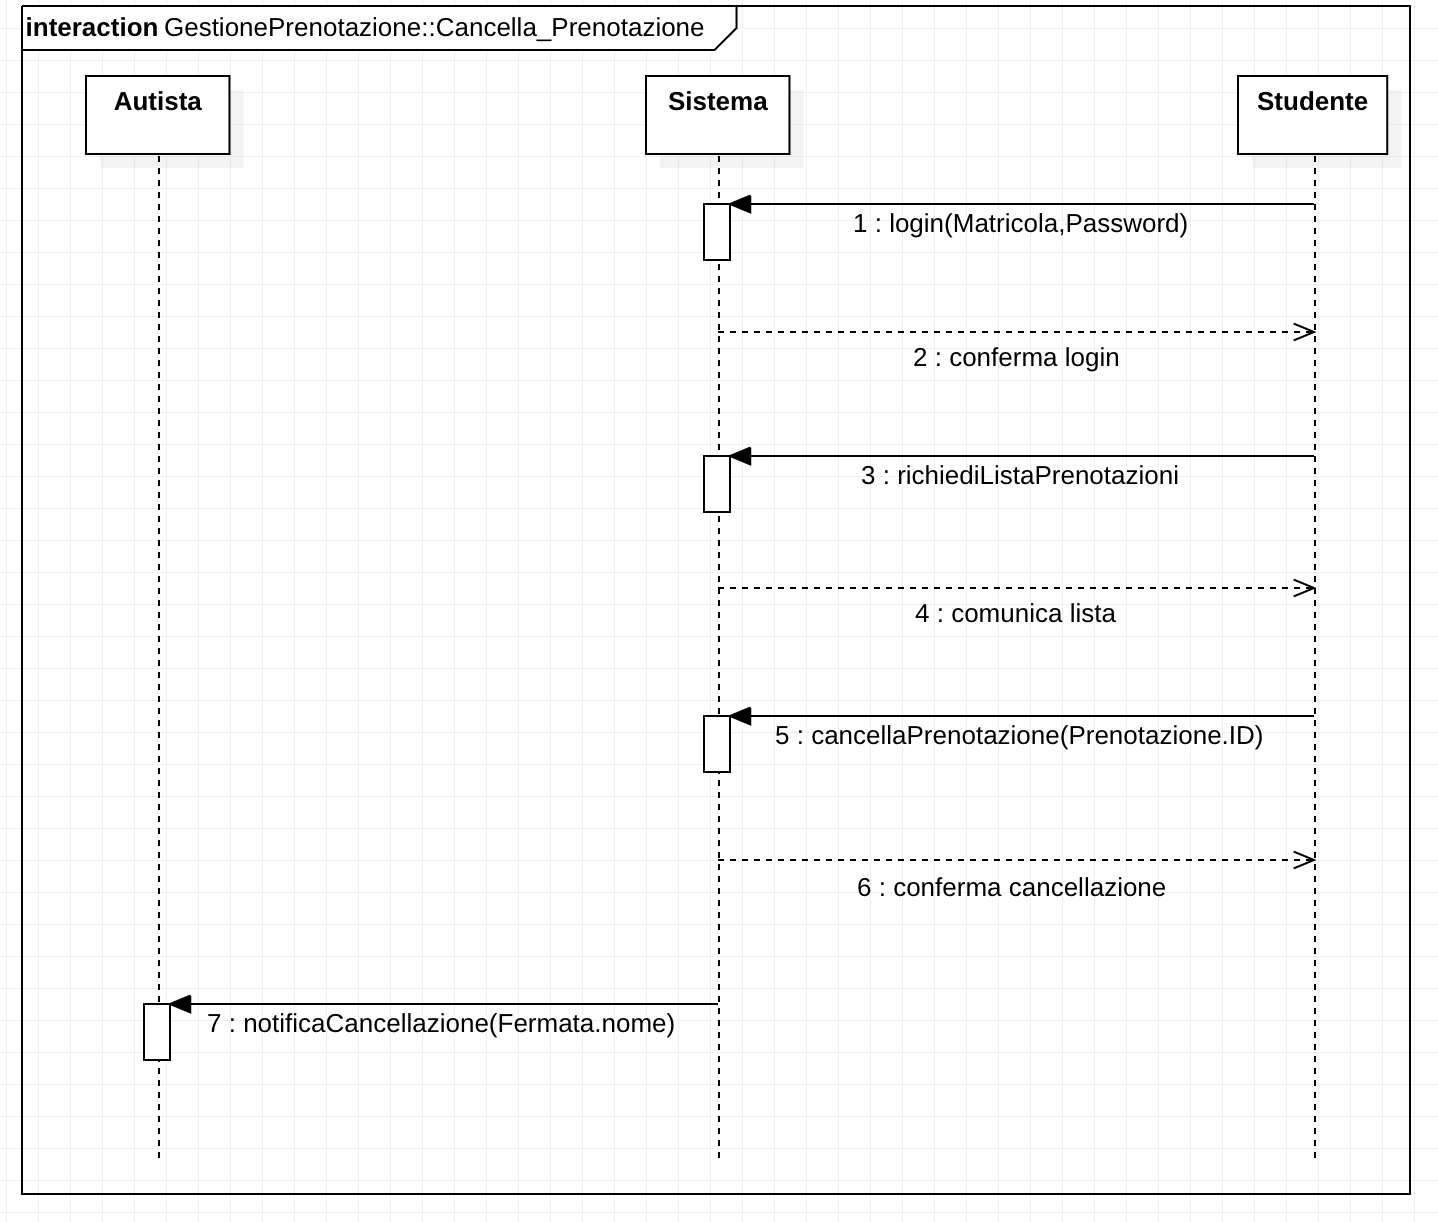 interaction GestionePrenotazione::Cancella_Prenotazione
Autista
Sistema
Studente
1 : login(Matricola,Password)
2 : conferma login
3 : richiediListaPrenotazioni
4 : comunica lista
5 : cancellaPrenotazione(Prenotazione.ID)
6 : conferma cancellazione
7 : notificaCancellazione(Fermata.nome)